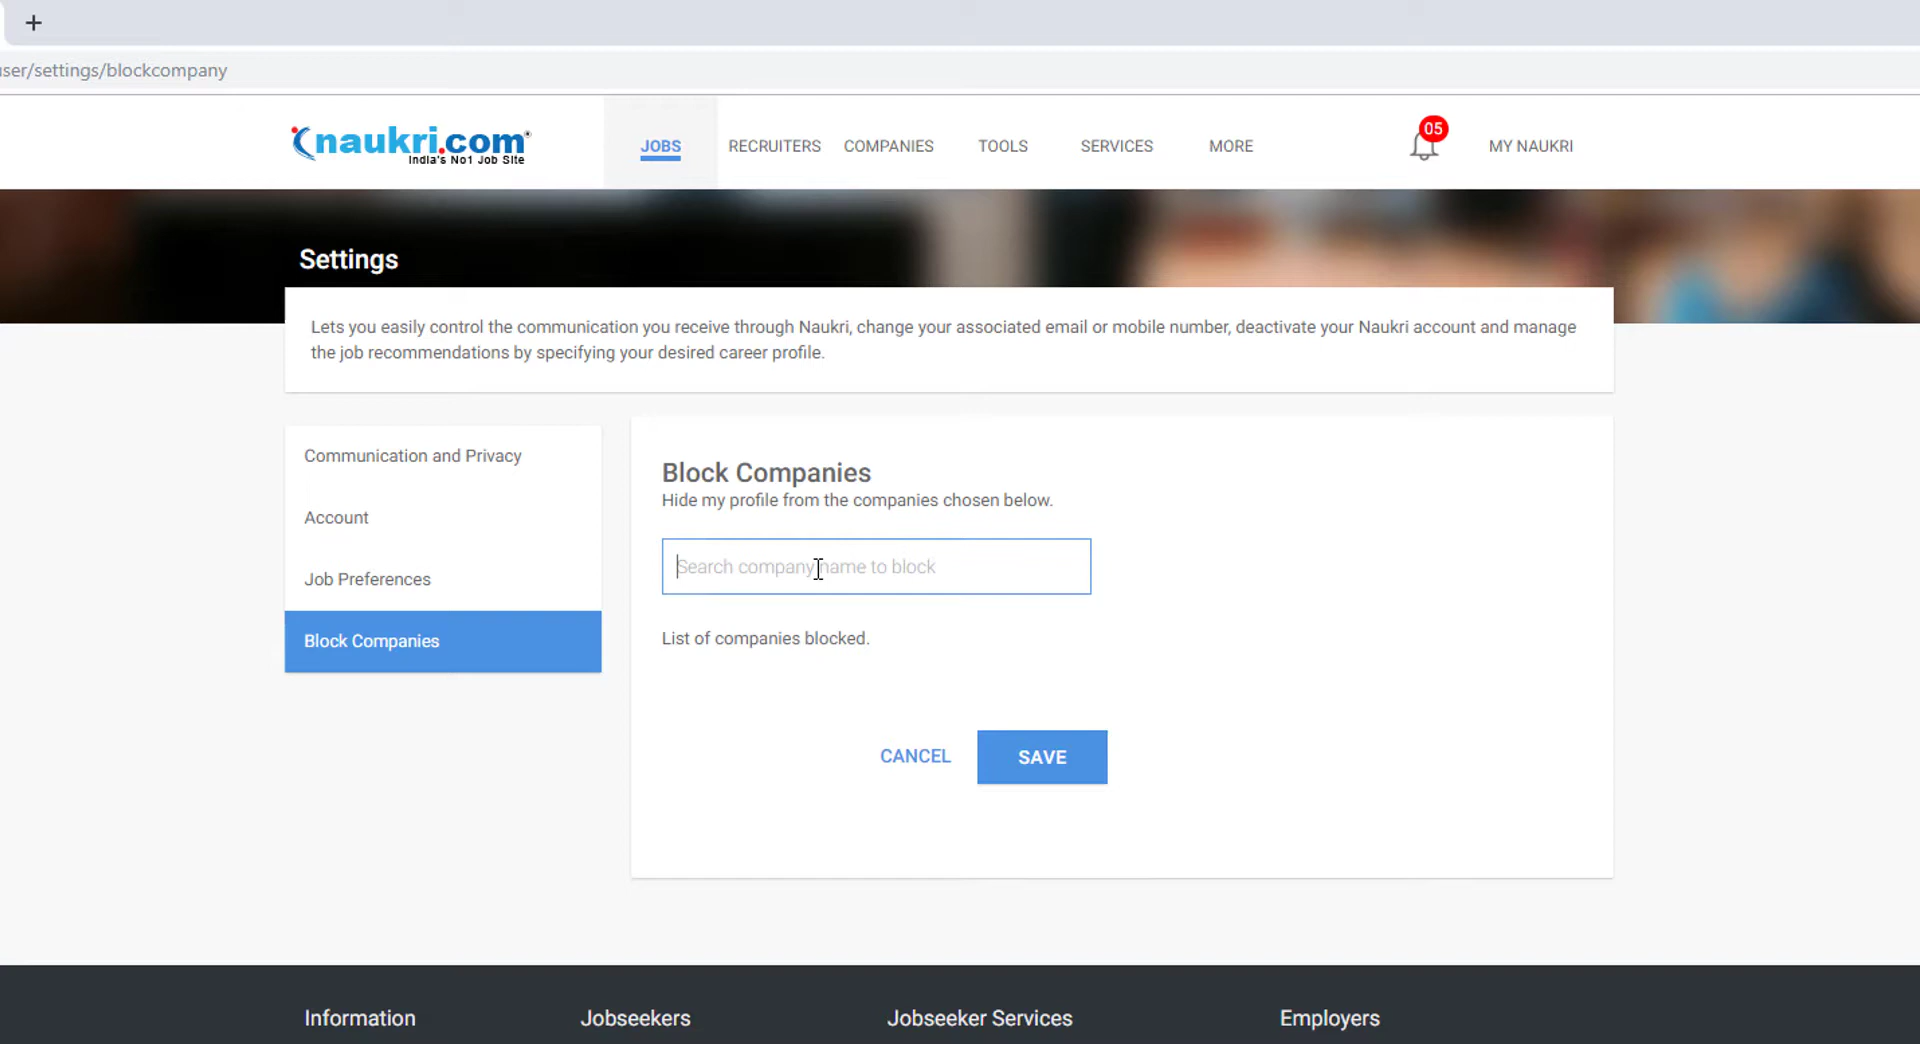 user/settings/blockcompany
naukri.com
India's No1 Job Site
JOBS
RECRUITERS
COMPANIES
TOOLS
SERVICES
MORE
05
MY NAUKRI
Settings
Lets you easily control the communication you receive through Naukri, change your associated email or mobile number, deactivate your Naukri account and manage
the job recommendations by specifying your desired career profile.
Communication and Privacy
Account
Job Preferences
Block Companies
Block Companies
Hide my profile from the companies chosen below.
Search company name to block
List of companies blocked.
CANCEL
SAVE
Information
Jobseekers
Jobseeker Services
Employers